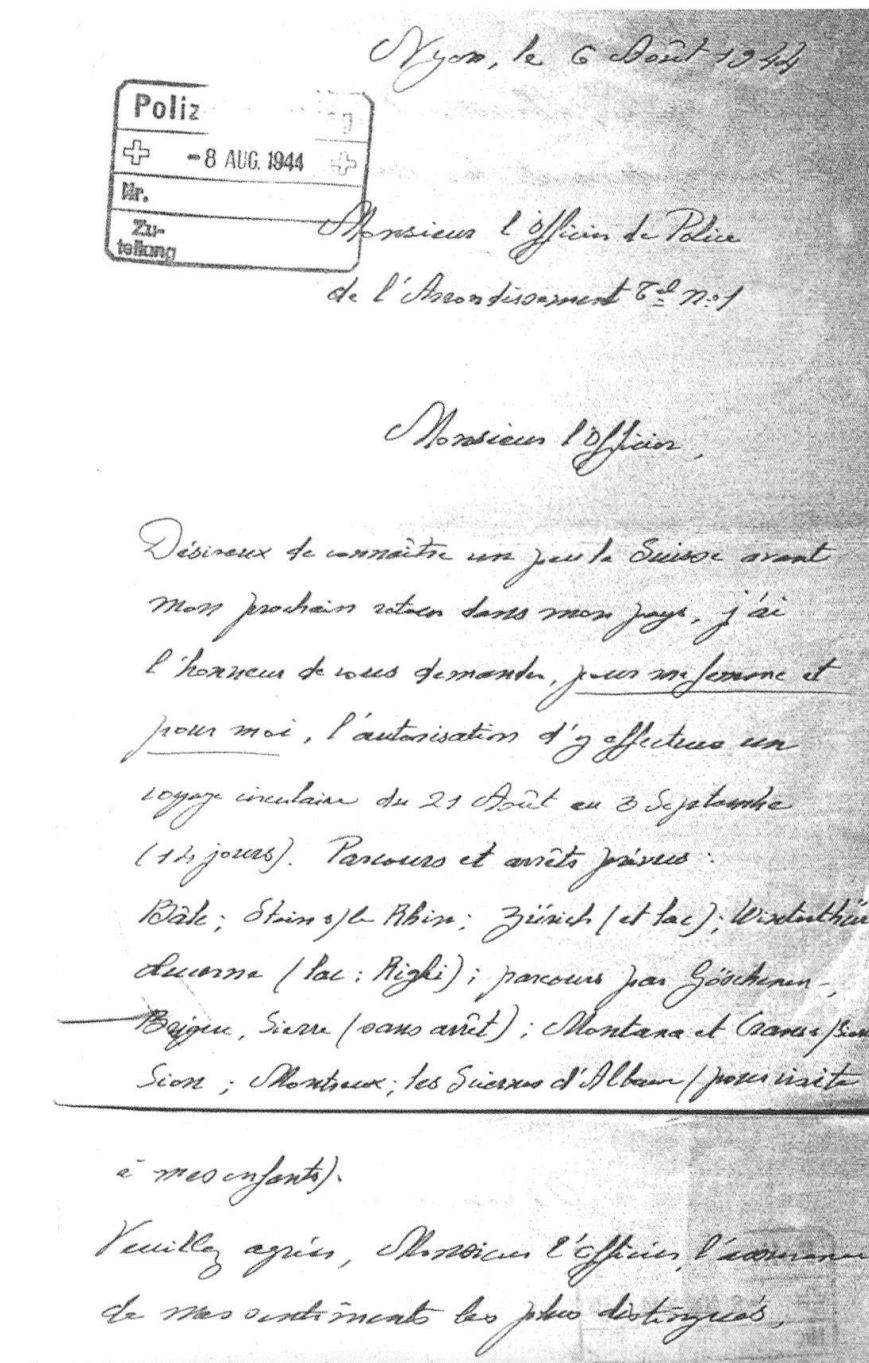 Nyon, le 6 Août 1944
Poliz
- 8 AUG. 1944
Nr.
Zu-
teilung
Monsieur l'Officier de Police
de l'Arrondissement Tal no: 1
Monsieur l'Officier,
Désireux de connaître un peu la Suisse avant
mon prochain retour dans mon pays, j'ai
l'honneur de vous demander, pour ma femme et
pour moi, l'autorisation d'y effectuer un
voyage circulaire du 21 Août au 3 Septembre
(14 jours). Parcours et arrêts prévus :
Bâle; Stein s/le Rhin; Zürich (et lac); Winterthür
Lucerne (lac; Righi); parcours par Göschenen-,
Brigue, Sierre (sans arrêt); Montana et Crans s/Sierre
Sion; Montreux; les (pour visite
à mes enfants).
Veuillez agréer, Monsieur l'Officier, l'assurance
de mes sentiments les plus distingués.